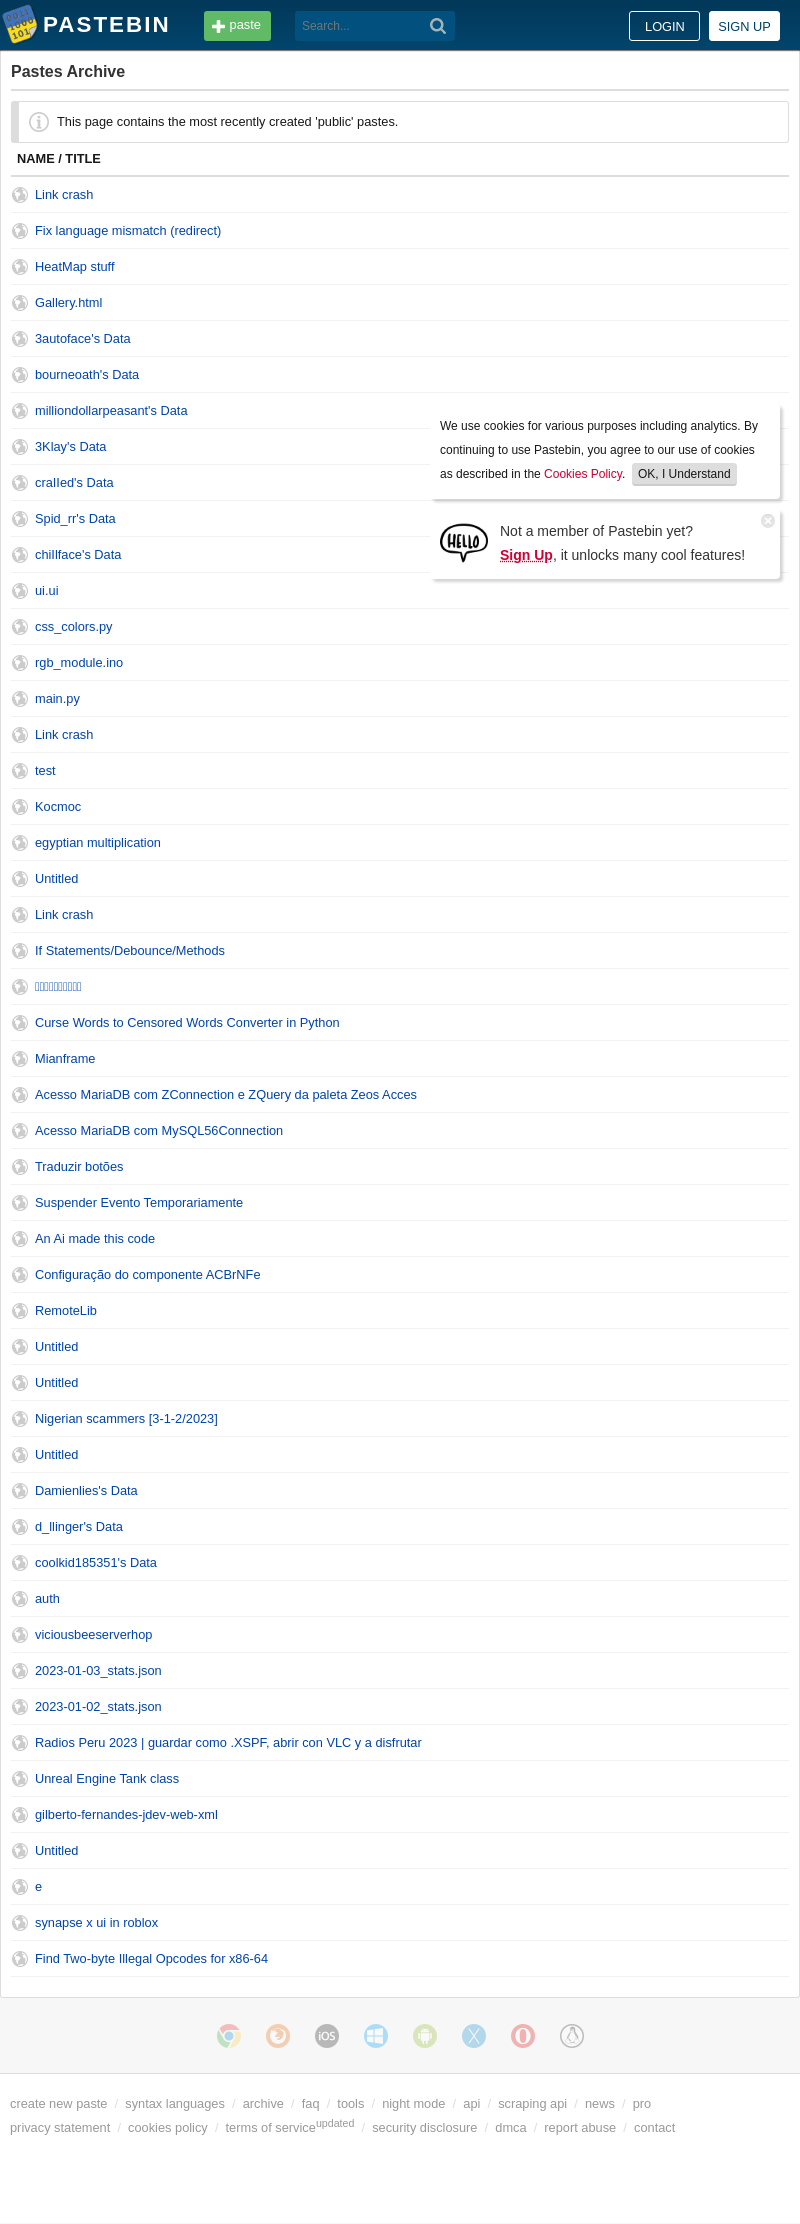 PASTEBIN
paste
Search...
LOGIN
SIGN UP
Pastes Archive
This page contains the most recently created 'public' pastes.
NAME / TITLE
Link crash
Fix language mismatch (redirect)
HeatMap stuff
Gallery.html
3autoface's Data
bourneoath's Data
milliondollarpeasant's Data
We use cookies for various purposes including analytics. By
continuing to use Pastebin, you agree to our use of cookies
as described in the Cookies Policy. OK, I Understand
3Klay's Data
cralIed's Data
Spid_rr's Data
Not a member of Pastebin yet?
HELLO
Sign Up, it unlocks many cool features!
chillface's Data
ui.ui
css_colors.py
rgb_module.ino
main.py
Link crash
test
Kocmoc
egyptian multiplication
Untitled
Link crash
If Statements/Debounce/Methods
Curse Words to Censored Words Converter in Python
Mianframe
Acesso MariaDB com ZConnection e ZQuery da paleta Zeos Acces
Acesso MariaDB com MySQL56Connection
Traduzir botões
Suspender Evento Temporariamente
An Ai made this code
Configuração do componente ACBrNFe
RemoteLib
Untitled
Untitled
Nigerian scammers [3-1-2/2023]
Untitled
Damienlies's Data
d_llinger's Data
coolkid185351's Data
auth
viciousbeeserverhop
2023-01-03_stats.json
2023-01-02_stats.json
Radios Peru 2023 | guardar como .XSPF, abrir con VLC y a disfrutar
Unreal Engine Tank class
gilberto-fernandes-jdev-web-xml
Untitled
e
synapse x ui in roblox
Find Two-byte Illegal Opcodes for x86-64
iOS
create new paste / syntax languages / archive / faq / tools / night mode / api / scraping api / news / pro
privacy statement / cookies policy / terms of service updated / security disclosure / dmca / report abuse / contact